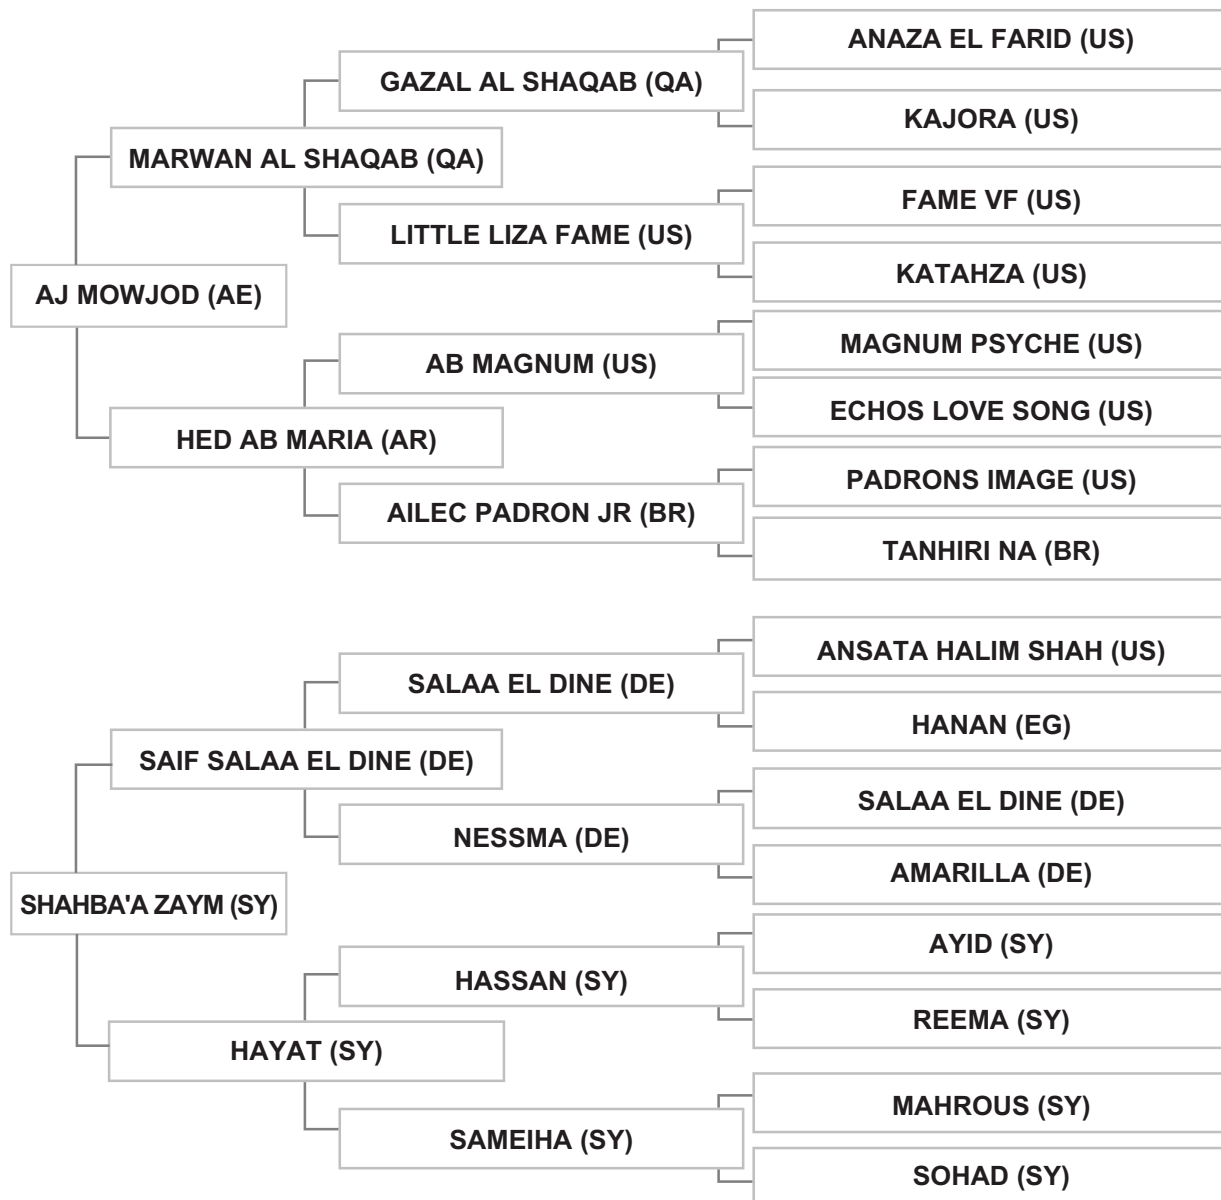 ANAZA EL FARID (US)
GAZAL AL SHAQAB (QA)
KAJORA (US)
MARWAN AL SHAQAB (QA)
FAME VF (US)
LITTLE LIZA FAME (US)
KATAHZA (US)
AJ MOWJOD (AE)
MAGNUM PSYCHE (US)
AB MAGNUM (US)
ECHOS LOVE SONG (US)
HED AB MARIA (AR)
PADRONS IMAGE (US)
AILEC PADRON JR (BR)
TANHIRI NA (BR)
ANSATA HALIM SHAH (US)
SALAA EL DINE (DE)
HANAN (EG)
SAIF SALAA EL DINE (DE)
SALAA EL DINE (DE)
NESSMA (DE)
AMARILLA (DE)
SHAHBA'A ZAYM (SY)
AYID (SY)
HASSAN (SY)
REEMA (SY)
HAYAT (SY)
MAHROUS (SY)
SAMEIHA (SY)
SOHAD (SY)